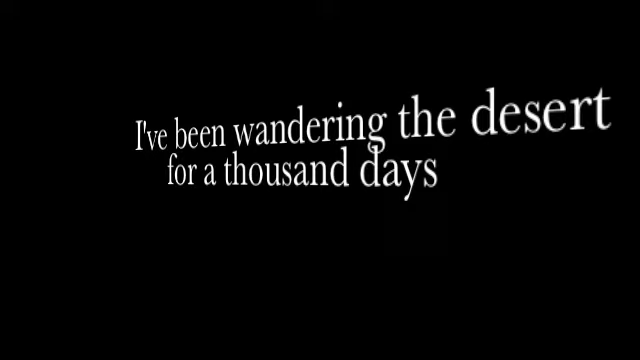 I've been wandering the desert
for a thousand days